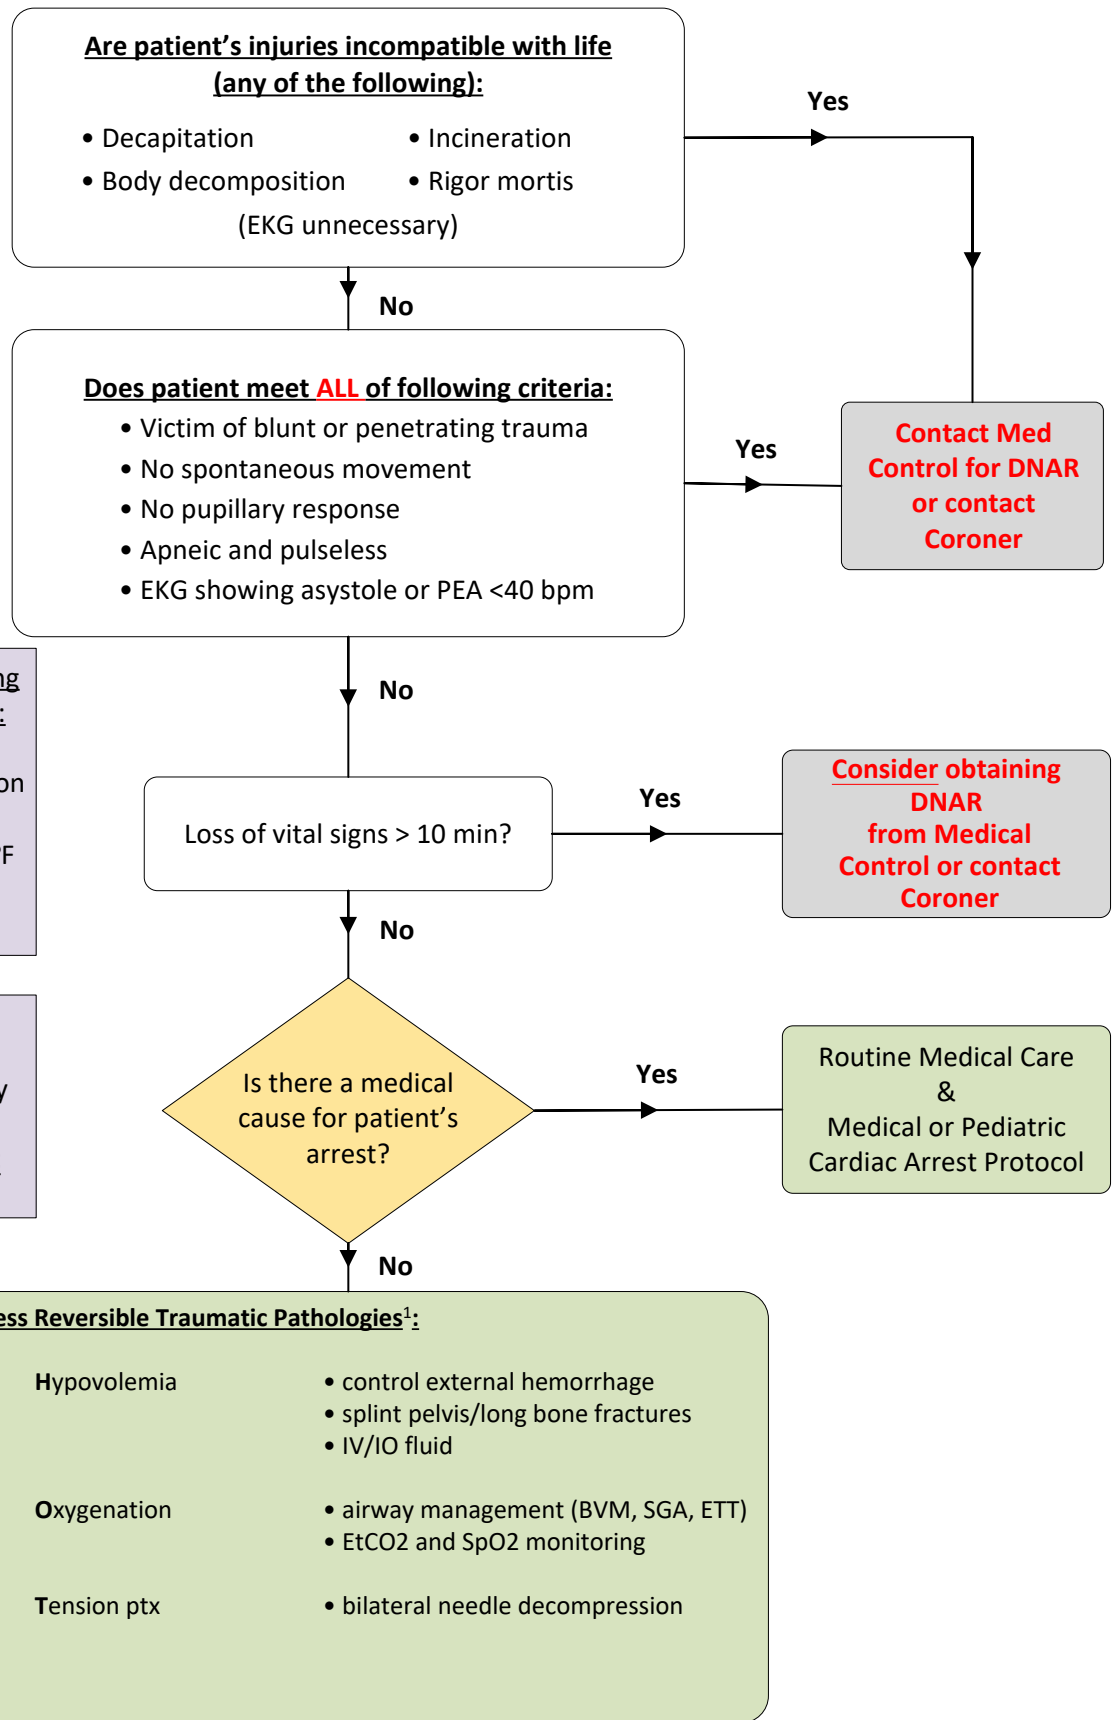 Are patient’s injuries incompatible with life
(any of the following):
• Decapitation
• Incineration
• Body decomposition
• Rigor mortis
(EKG unnecessary)
Yes
No
Does patient meet ALL of following criteria:
• Victim of blunt or penetrating trauma
• No spontaneous movement
• No pupillary response
• Apneic and pulseless
• EKG showing asystole or PEA <40 bpm
Yes
Contact Med
Control for DNAR
or contact
Coroner
No
Loss of vital signs > 10 min?
Yes
Consider obtaining
DNAR
from Medical
Control or contact
Coroner
No
Is there a medical
cause for patient’s
arrest?
Yes
Routine Medical Care
&
Medical or Pediatric
Cardiac Arrest Protocol
No
Reversible Traumatic Pathologies¹:
Hypovolemia
• control external hemorrhage
• splint pelvis/long bone fractures
• IV/IO fluid
Oxygenation
• airway management (BVM, SGA, ETT)
• EtCO2 and SpO2 monitoring
Tension ptx
• bilateral needle decompression